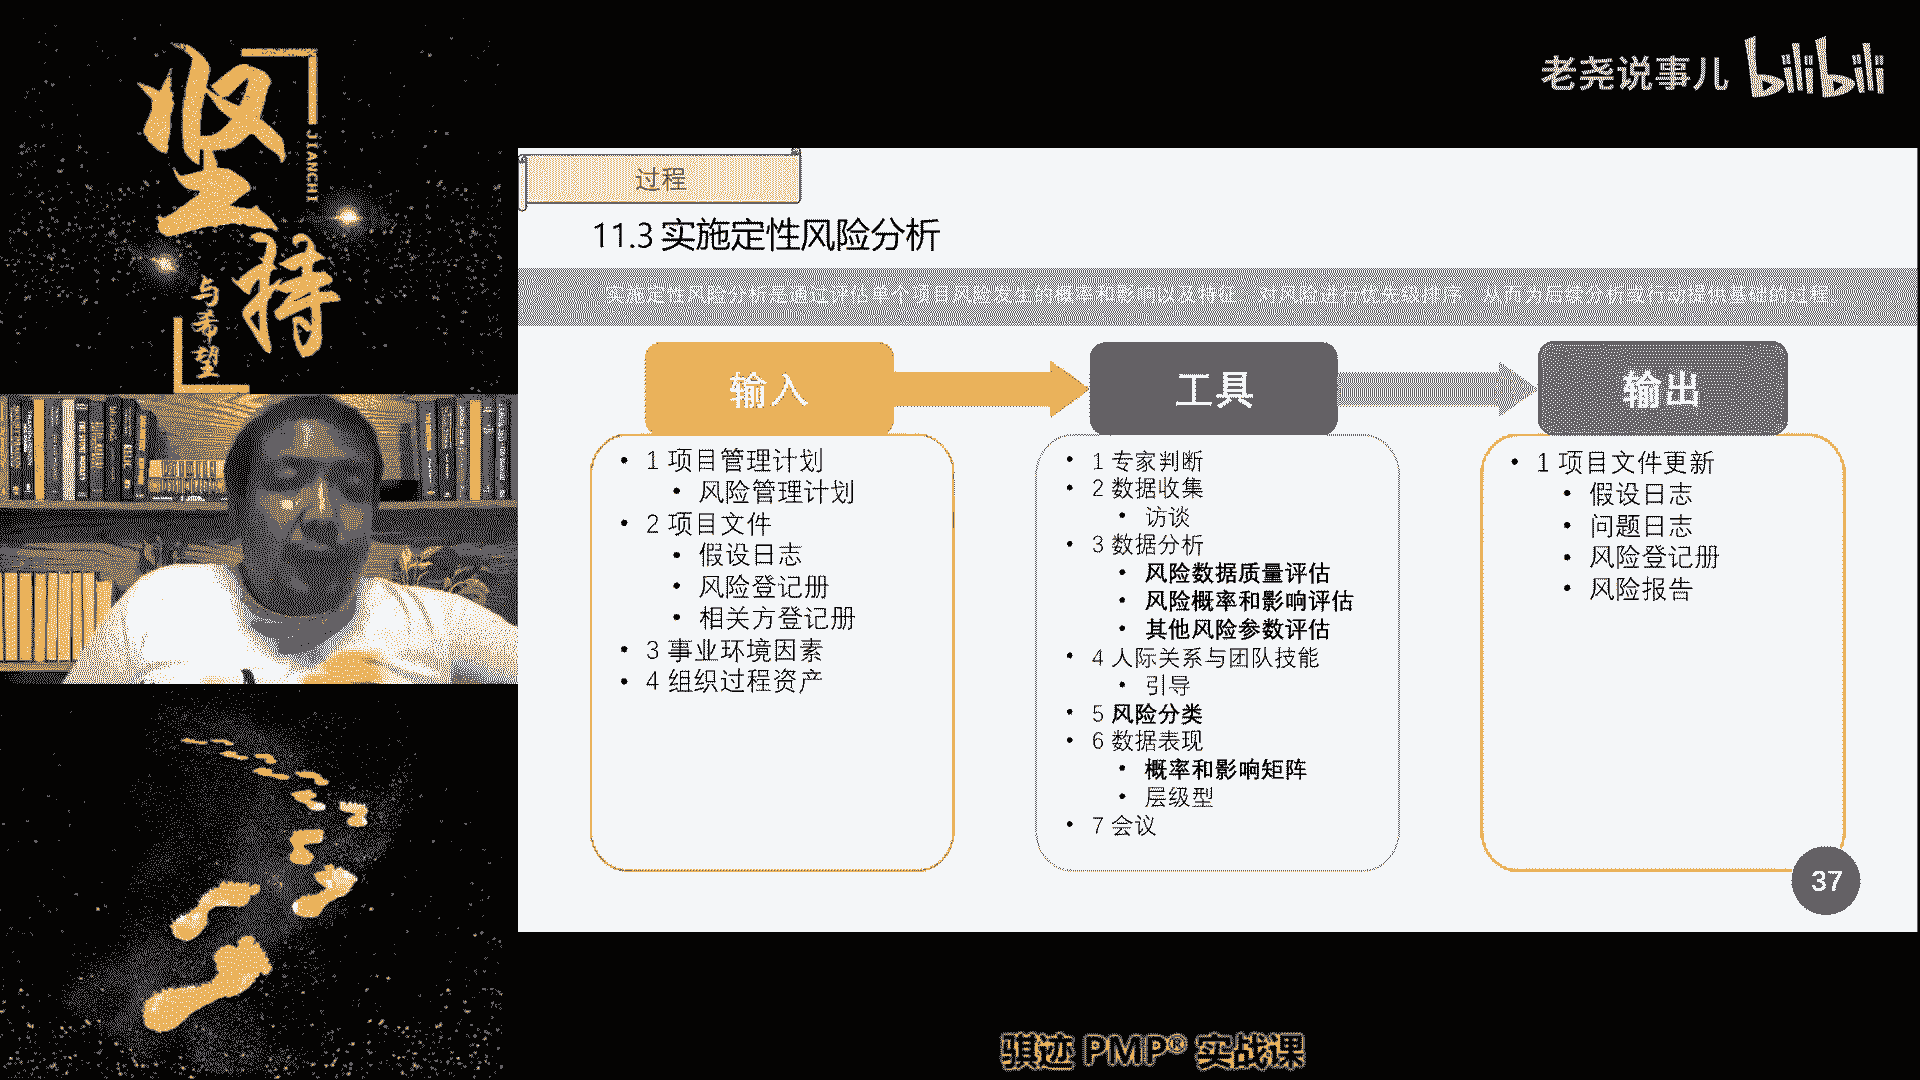 坚持
JIANCHI
与希望
老尧说事儿 bilibili
过程
11.3 实施定性风险分析
实施定性风险分析是通过评估单个项目风险发生的概率和影响以及特征，对风险进行优先级排序，从而为后续分析或行动提供基础的过程
输入
• 1 项目管理计划
• 风险管理计划
• 2 项目文件
• 假设日志
• 风险登记册
• 相关方登记册
• 3 事业环境因素
• 4 组织过程资产
工具
• 1 专家判断
• 2 数据收集
• 访谈
• 3 数据分析
• 风险数据质量评估
• 风险概率和影响评估
• 其他风险参数评估
• 4 人际关系与团队技能
• 引导
• 5 风险分类
• 6 数据表现
• 概率和影响矩阵
• 层级型
• 7 会议
输出
• 1 项目文件更新
• 假设日志
• 问题日志
• 风险登记册
• 风险报告
37
骐迹 PMP® 实战课